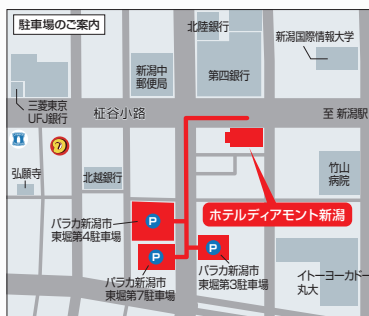 駐車場のご案内
北陸銀行
新潟国際情報大学
新潟中
郵便局
第四銀行
三菱東京
UFJ銀行
柾谷小路
至 新潟駅
7
弘願寺
北越銀行
竹山
病院
ホテルディアモント新潟
パラカ新潟市
東堀第4駐車場
P
P
P
パラカ新潟市
東堀第7駐車場
パラカ新潟市
東堀第3駐車場
イトーヨーカドー
丸大